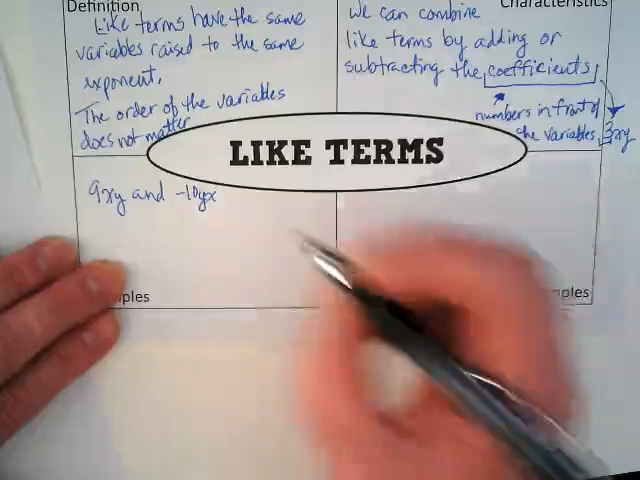 Definition
Like terms have the same
variables raised to the same
exponent.
The order of the variables
does not matter
Characteristics
We can combine
like terms by adding or
subtracting the coefficients
numbers in front of
the variables 3xy
LIKE TERMS
9xy and -10yx